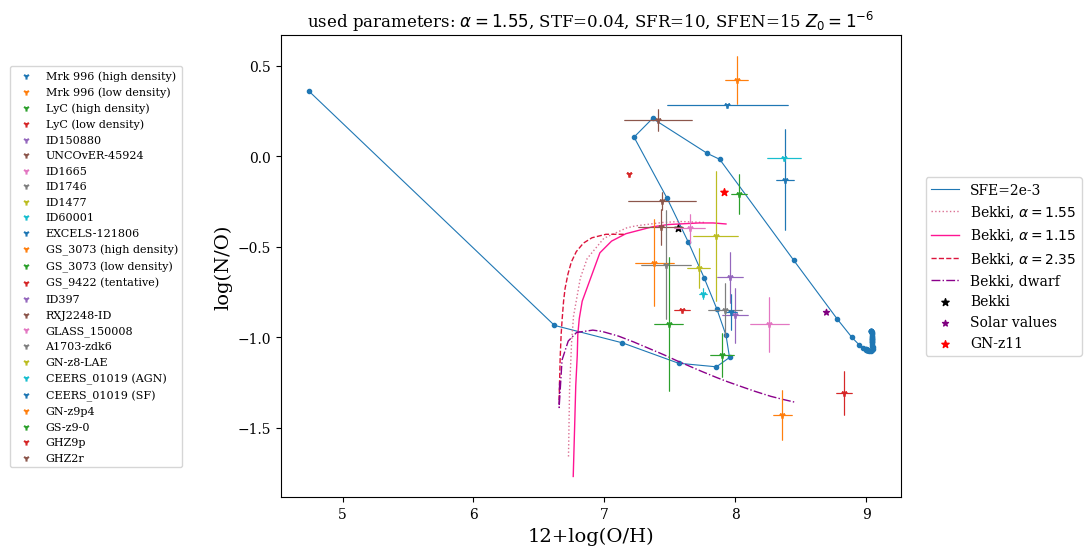 used parameters: α = 1.55, STF=0.04, SFR=10, SFEN=15 Z₀ = 1⁻⁶
Mrk 996 (high density)
Mrk 996 (low density)
LyC (high density)
LyC (low density)
ID150880
UNCOvER-45924
ID1665
ID1746
ID1477
ID60001
EXCELS-121806
GS_3073 (high density)
GS_3073 (low density)
GS_9422 (tentative)
ID397
RXJ2248-ID
GLASS_150008
A1703-zdk6
GN-z8-LAE
CEERS_01019 (AGN)
CEERS_01019 (SF)
GN-z9p4
GS-z9-0
GHZ9p
GHZ2r
log(N/O)
0.5
0.0
−0.5
−1.0
−1.5
5
6
7
8
9
12+log(O/H)
SFE=2e-3
Bekki, α = 1.55
Bekki, α = 1.15
Bekki, α = 2.35
Bekki, dwarf
Bekki
Solar values
GN-z11